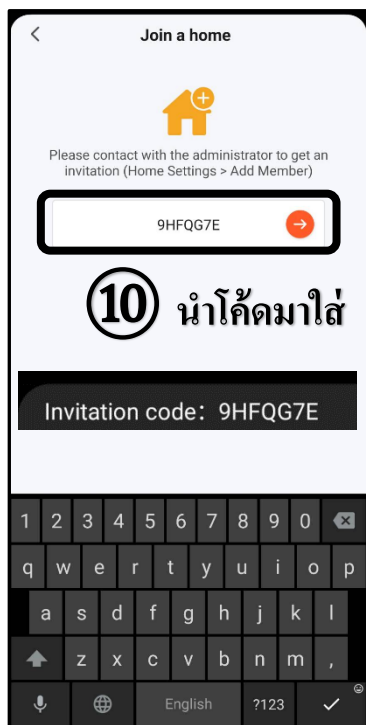 Join a home
Please contact with the administrator to get an
invitation (Home Settings > Add Member)
9HFQG7E
10 นำโค้ดมาใส่
Invitation code: 9HFQG7E
1 2 3 4 5 6 7 8 9 0
q w e r t y u i o p
a s d f g h j k l
z x c v b n m ,
English ?123